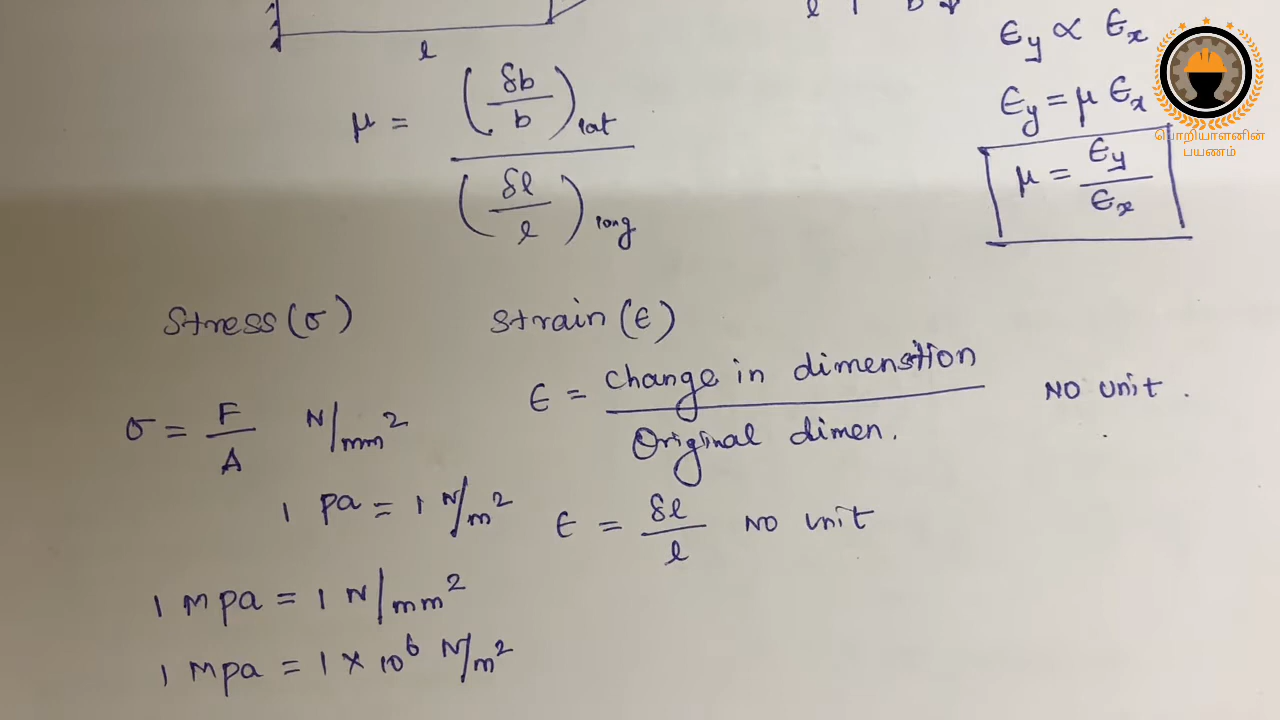 l
l b
ϵy ∝ ϵx
ϵy = μ ϵx
μ = ϵy / ϵx
பொறியாளனின்
பயணம்
μ = (δb/b)lat / (δl/l)long
Stress (σ) Strain (ϵ)
σ = F/A N/mm²
ϵ = Change in dimenstion / Original dimen. NO unit.
1 pa = 1 N/m²
ϵ = δl/l NO unit
1 Mpa = 1 N/mm²
1 Mpa = 1 × 10⁶ N/m²